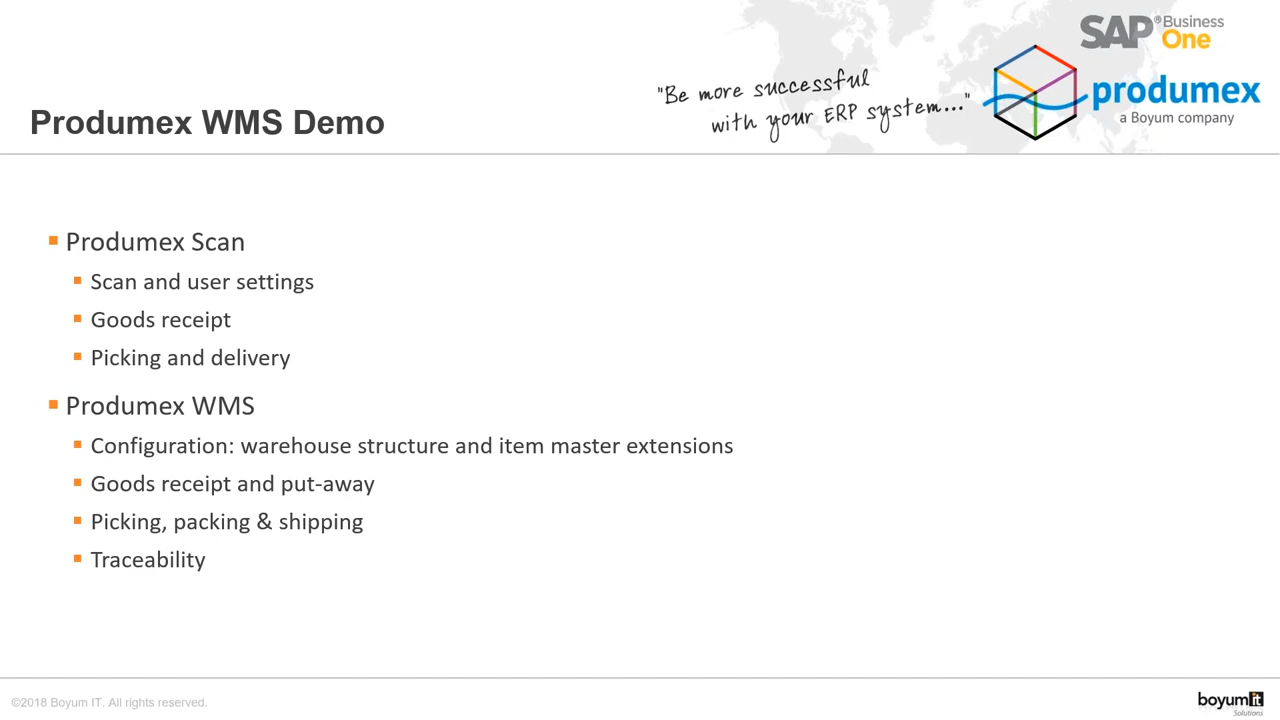 SAP® Business One
"Be more successful
with your ERP system..."
produmex
a Boyum company
Produmex WMS Demo
Produmex Scan
Scan and user settings
Goods receipt
Picking and delivery
Produmex WMS
Configuration: warehouse structure and item master extensions
Goods receipt and put-away
Picking, packing & shipping
Traceability
©2018 Boyum IT. All rights reserved.
boyum it
Solutions